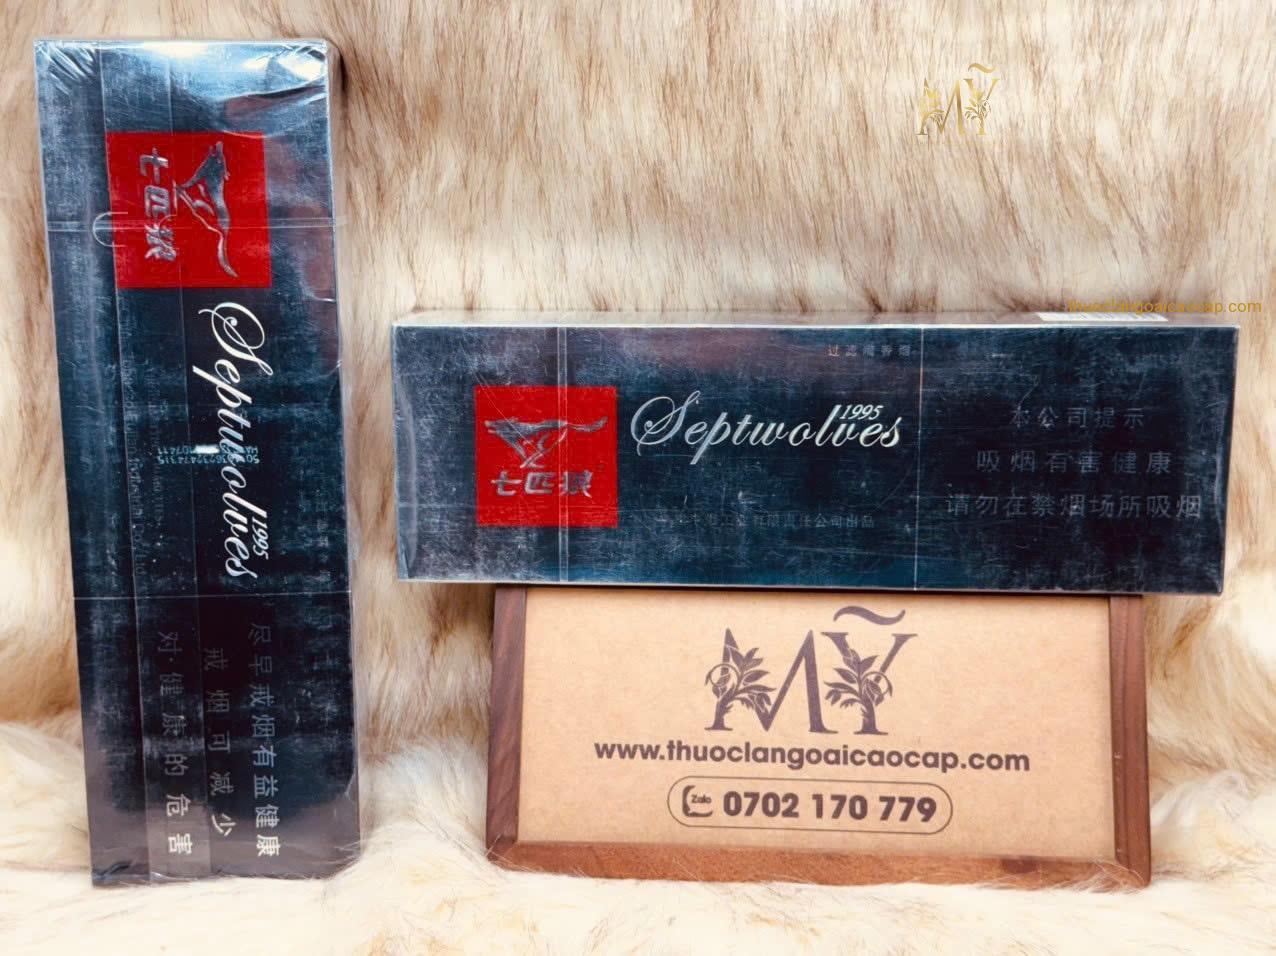 MỸ
thuoclangoaicaocap.com
七匹狼
Septwolves
1995
尽早戒烟有益健康
戒烟可减少
对健康的危害
过滤嘴香烟
七匹狼
Septwolves
1995
本公司提示
吸烟有害健康
请勿在禁烟场所吸烟
MỸ
www.thuoclangoaicaocap.com
Zalo
0702 170 779